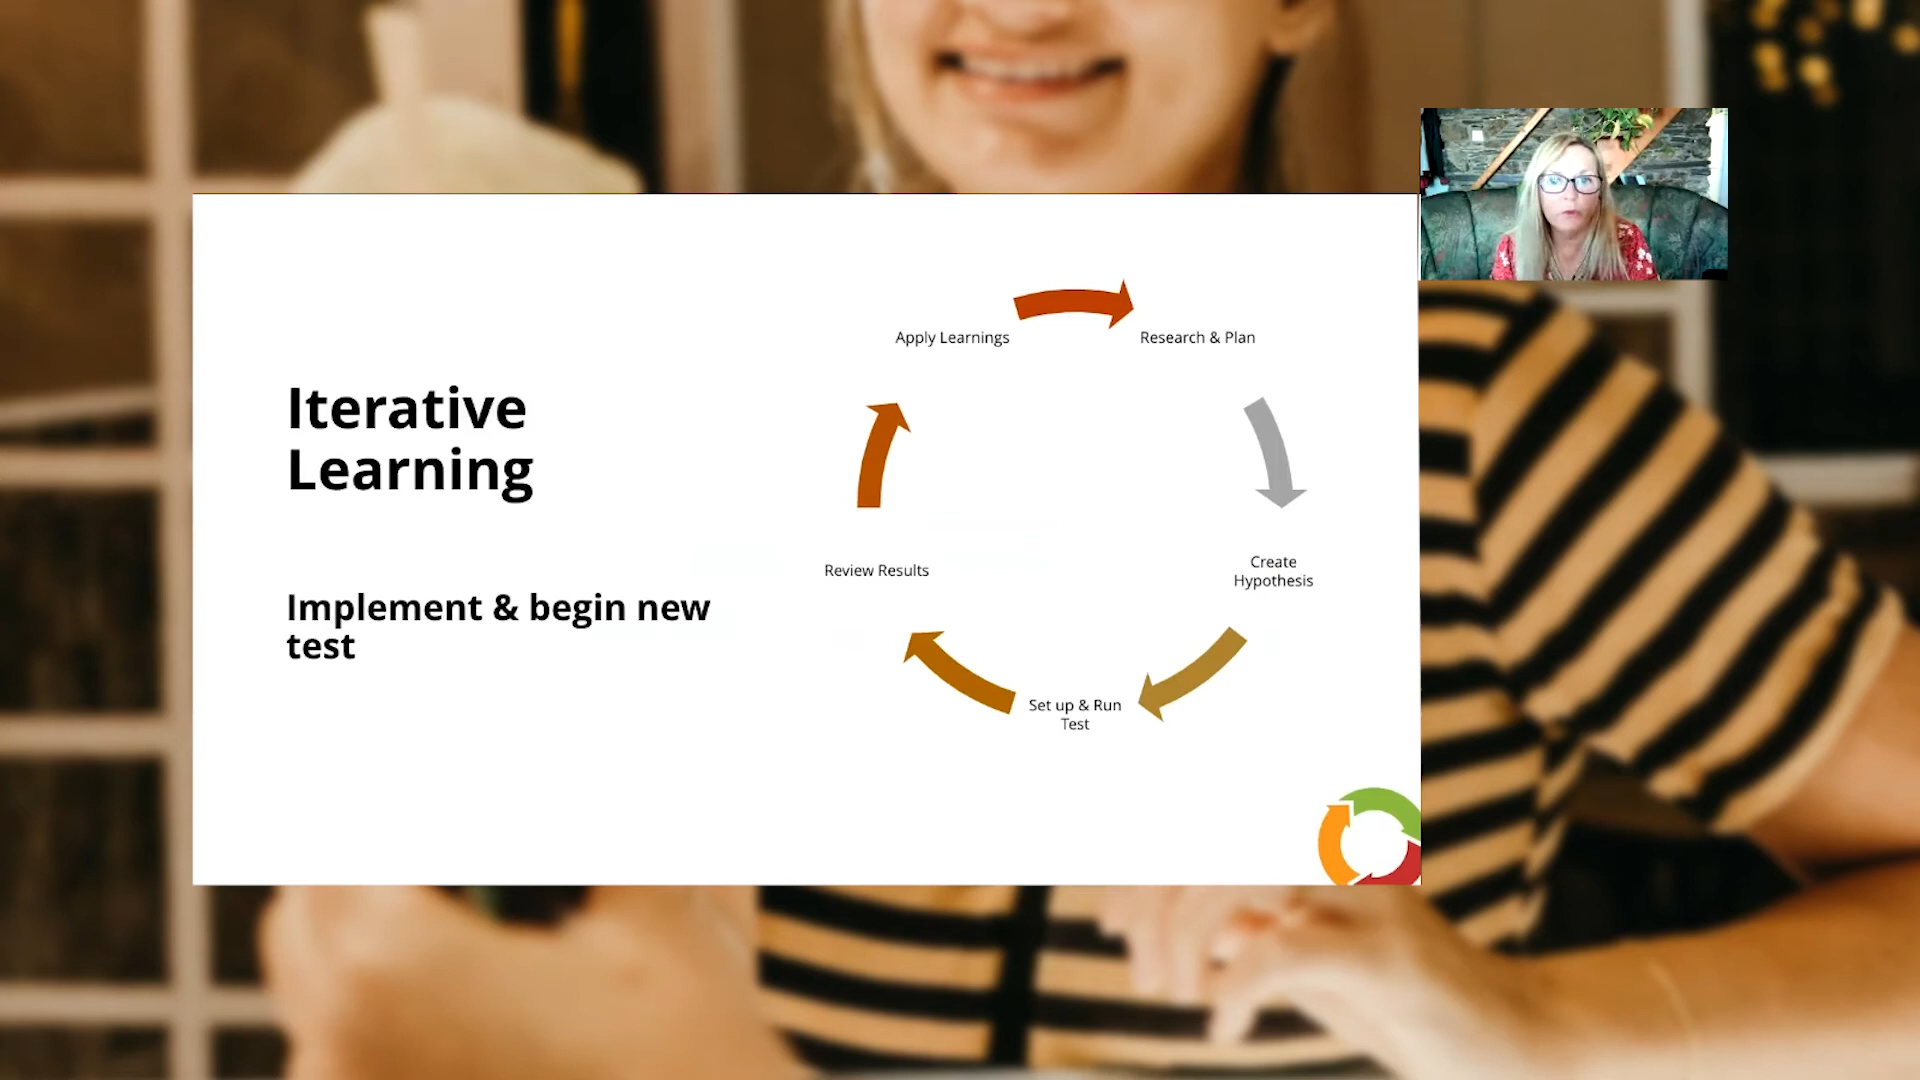 Iterative
Learning
Implement & begin new
test
Apply Learnings
Research & Plan
Create
Hypothesis
Set up & Run
Test
Review Results